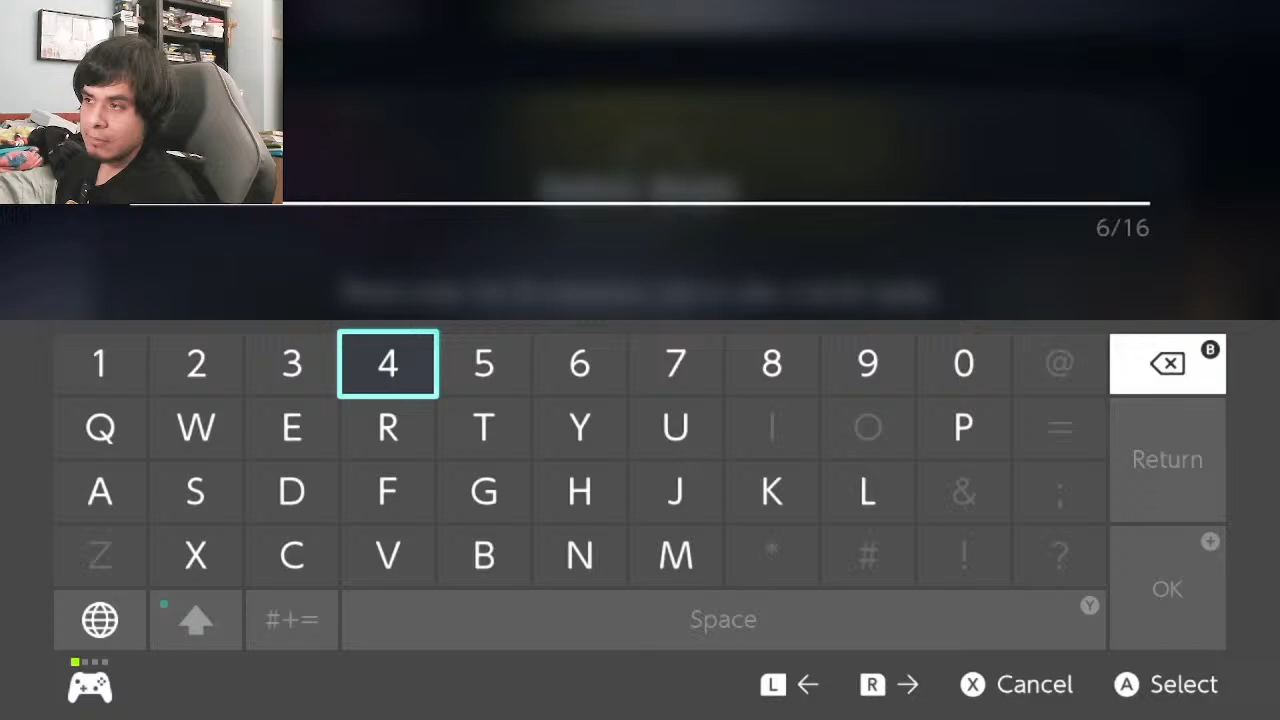 6/16
1 2 3 4 5 6 7 8 9 0 @ B
Q W E R T Y U I O P =
Return
A S D F G H J K L & ;
Z X C V B N M * # ! ? +
OK
#+= Space Y
L ← R → X Cancel A Select